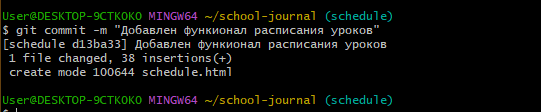 User@DESKTOP-9CTKOKO MINGW64 ~/school-journal (schedule)
$ git commit -m "Добавлен функионал расписания уроков"
[schedule d13ba33] Добавлен функионал расписания уроков
1 file changed, 38 insertions(+)
create mode 100644 schedule.html
User@DESKTOP-9CTKOKO MINGW64 ~/school-journal (schedule)